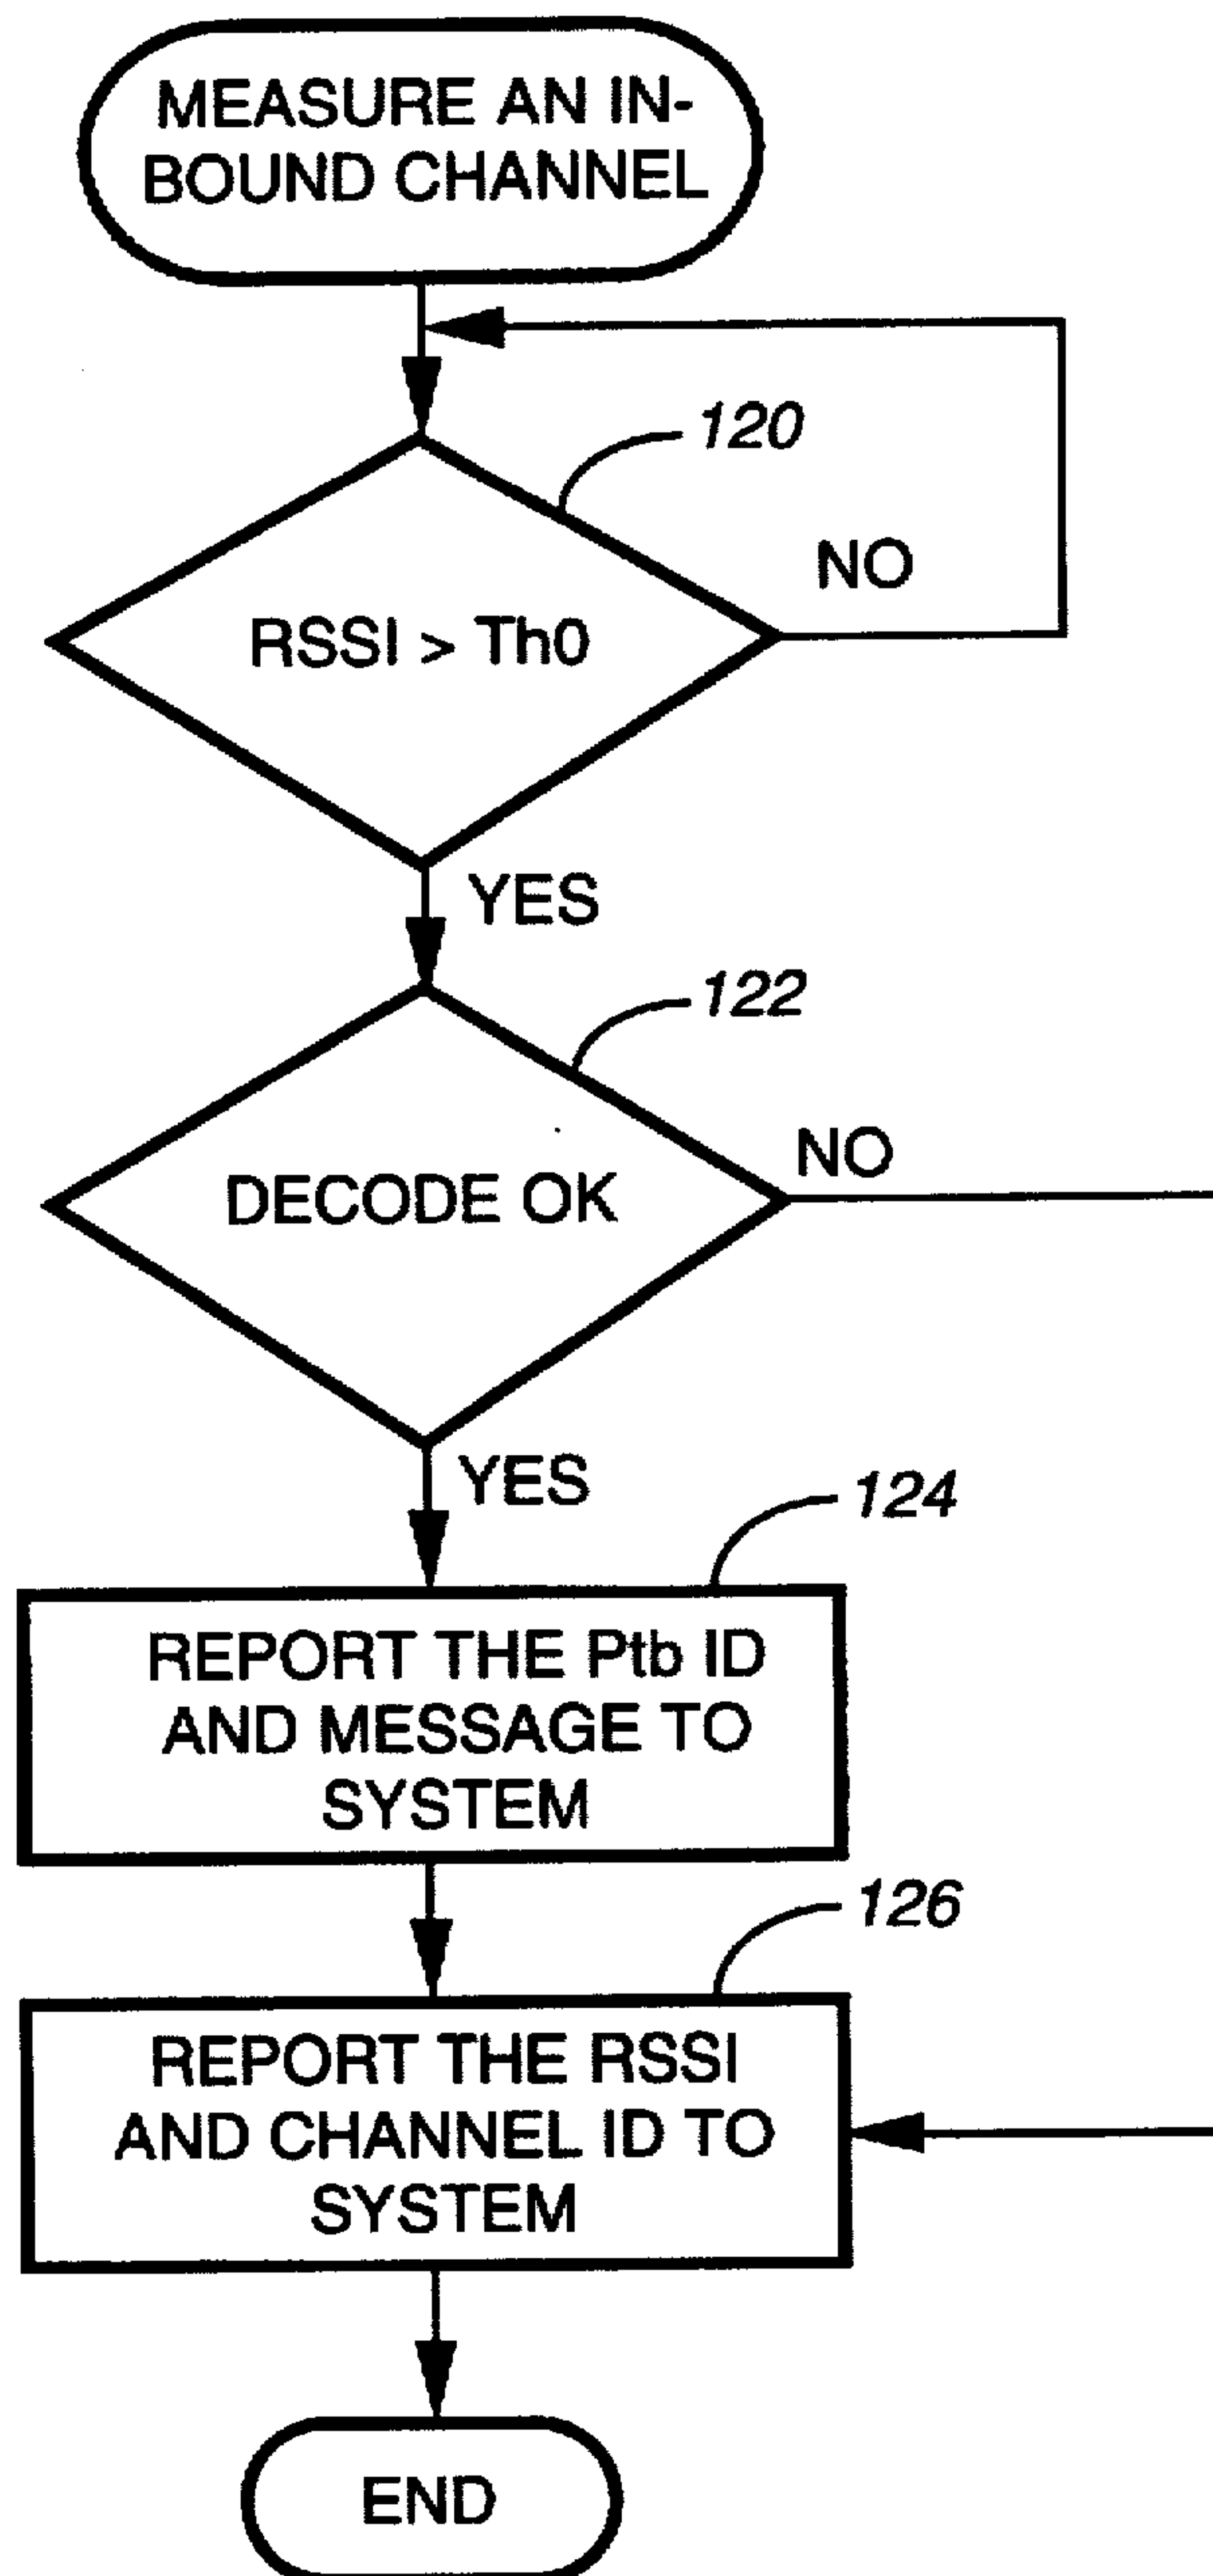 MEASURE AN IN-
BOUND CHANNEL
120
NO
RSSI > Th0
YES
122
NO
DECODE OK
YES
124
REPORT THE Ptb ID
AND MESSAGE TO
SYSTEM
126
REPORT THE RSSI
AND CHANNEL ID TO
SYSTEM
END